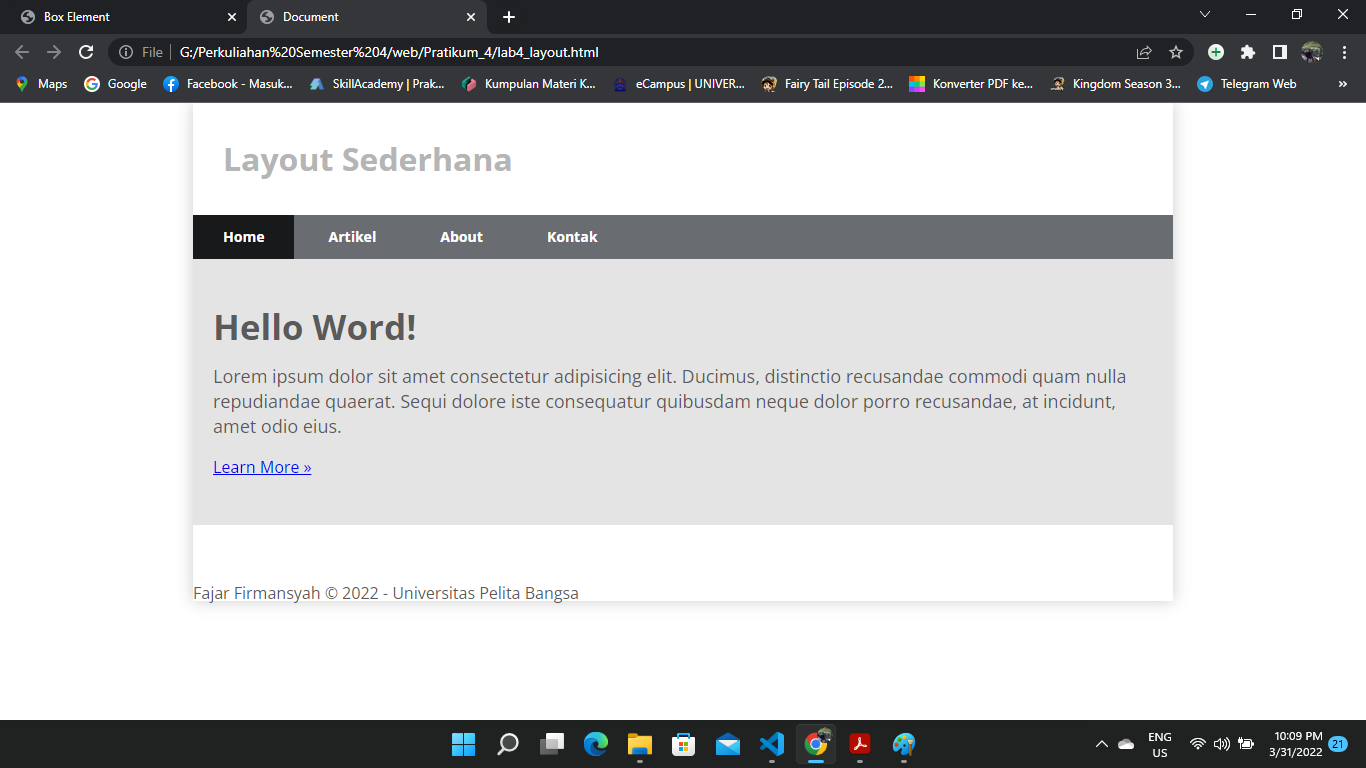 Box Element
Document
File
G:/Perkuliahan%20Semester%204/web/Pratikum_4/lab4_layout.html
Maps
Google
Facebook - Masuk...
SkillAcademy | Prak...
Kumpulan Materi K...
eCampus | UNIVER...
Fairy Tail Episode 2...
Konverter PDF ke...
Kingdom Season 3...
Telegram Web
»
Layout Sederhana
Home
Artikel
About
Kontak
Hello Word!
Lorem ipsum dolor sit amet consectetur adipisicing elit. Ducimus, distinctio recusandae commodi quam nulla
repudiandae quaerat. Sequi dolore iste consequatur quibusdam neque dolor porro recusandae, at incidunt,
amet odio eius.
Learn More »
Fajar Firmansyah © 2022 - Universitas Pelita Bangsa
ENG
US
10:09 PM
3/31/2022
21